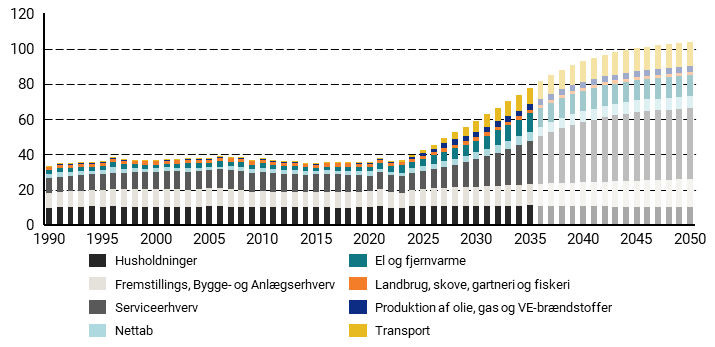 120
100
80
60
40
20
0
1990 1995 2000 2005 2010 2015 2020 2025 2030 2035 2040 2045 2050
Husholdninger El og fjernvarme
Fremstillings, Bygge- og Anlægserhverv Landbrug, skove, gartneri og fiskeri
Serviceerhverv Produktion af olie, gas og VE-brændstoffer
Nettab Transport